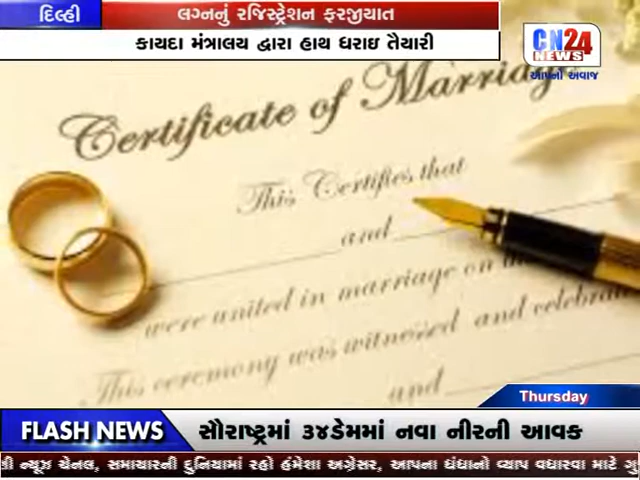 દિલ્હી
લગ્નનું રજિસ્ટ્રેશન ફરજીયાત
કાયદા મંત્રાલય દ્વારા હાથ ધરાઇ તૈયારી
CN24
NEWS
આપની અવાજ
Certificate of Marriage
This Certifies that
and
were united in marriage on
This ceremony was witnessed and
and
Thursday
FLASH NEWS
સૌરાષ્ટ્રમાં ૩૪ડેમમાં નવા નીરની આવક
ન્યૂઝ ચેનલ, સમાચારની દુનિયામાં રહો હંમેશા અગ્રેસર, આપના ધંધાનો વ્યાપ વધારવા માટે